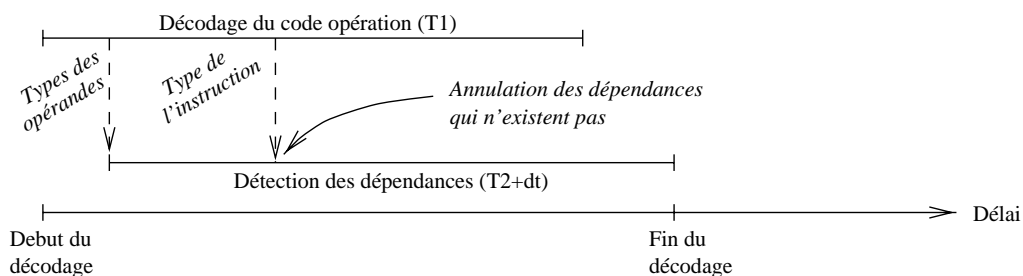 Décodage du code opération (T1)
Types des
opérandes
Type de
l'instruction
Annulation des dépendances
qui n'existent pas
Détection des dépendances (T2+dt)
Délai
Debut du
décodage
Fin du
décodage